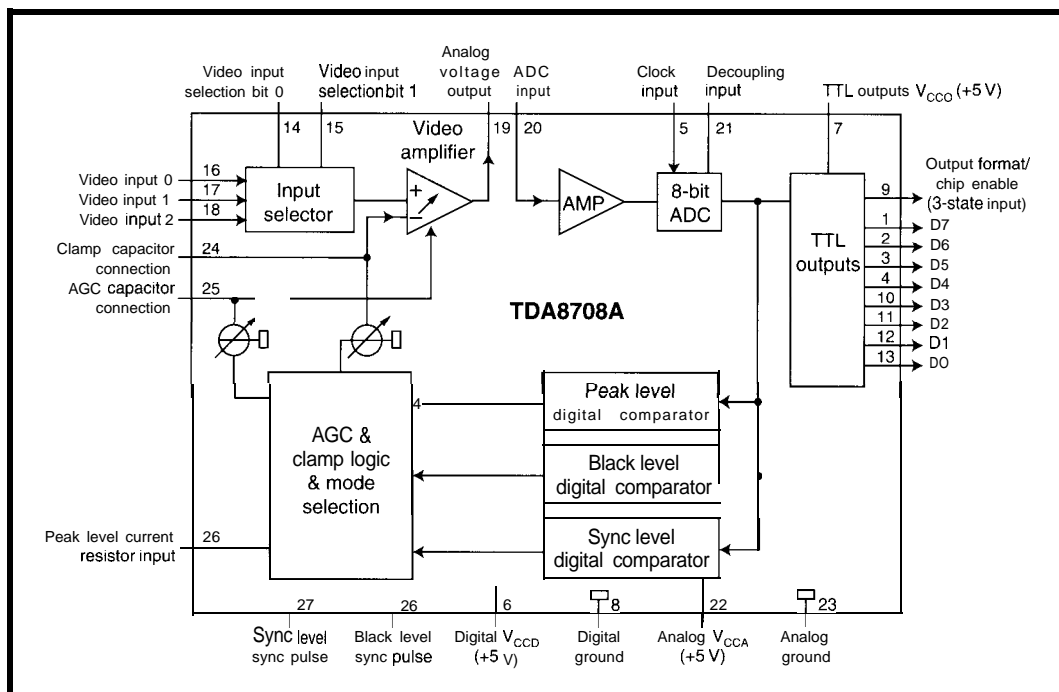 Analog
voltage
output
ADC
input
Clock
input
Decoupling
input
Video input
selection bit 0
Video input
selection bit 1
TTL outputs VCCO (+5 V)
14
15
Video
amplifier
19
20
5
21
7
Video input 0
16
Video input 1
17
Video input 2
18
Input
selector
+
−
AMP
8-bit
ADC
TTL
outputs
9
Output format/
chip enable
(3-state input)
1
D7
2
D6
3
D5
4
D4
10
D3
11
D2
12
D1
13
DO
Clamp capacitor
connection
24
AGC capacitor
connection
25
TDA8708A
AGC &
clamp logic
& mode
selection
4
Peak level
digital comparator
Black level
digital comparator
Sync level
digital comparator
Peak level current
resistor input
26
27
26
6
8
22
23
Sync level
sync pulse
Black level
sync pulse
Digital VCCD
(+5 V)
Digital
ground
Analog VCCA
(+5 V)
Analog
ground